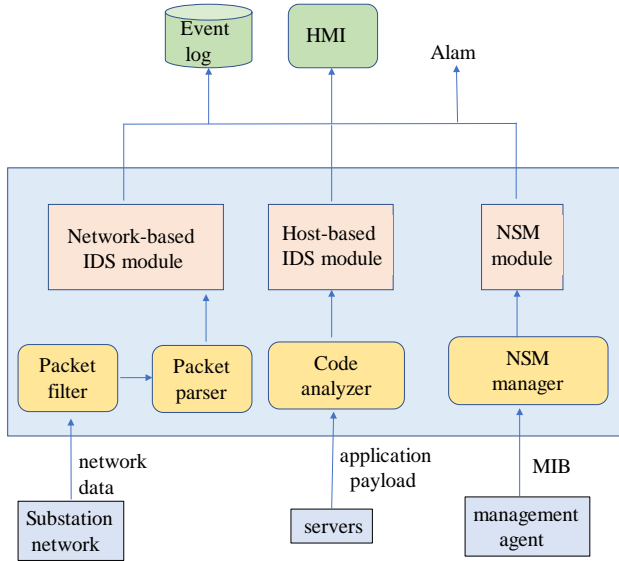 Event
log
HMI
Alam
Network-based
IDS module
Host-based
IDS module
NSM
module
Packet
filter
Packet
parser
Code
analyzer
NSM
manager
network
data
application
payload
MIB
Substation
network
servers
management
agent